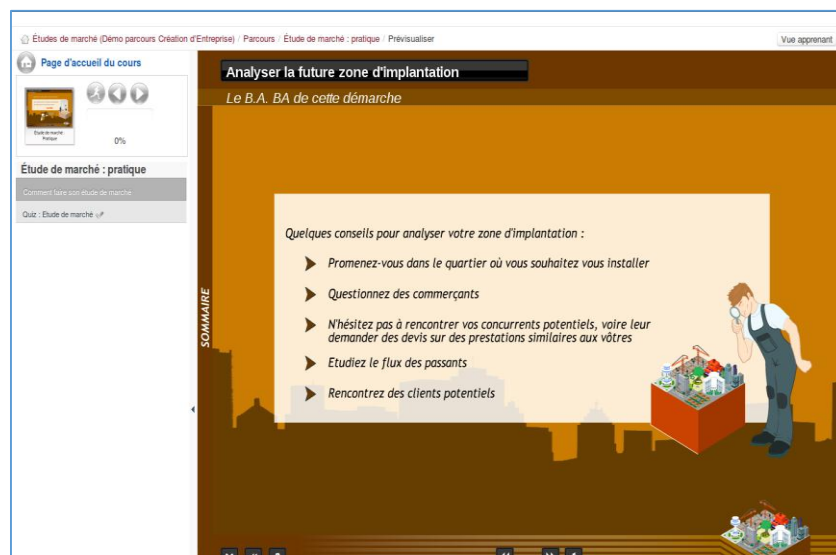 Études de marché (Démo parcours Création d'Entreprise) / Parcours / Étude de marché : pratique / Prévisualiser
Vue apprenant
Page d'accueil du cours
Etude de marché :
Pratique
0%
Étude de marché : pratique
Comment faire son étude de marché
Quiz : Etude de marché
Analyser la future zone d'implantation
Le B.A. BA de cette démarche
SOMMAIRE
Quelques conseils pour analyser votre zone d'implantation :
Promenez-vous dans le quartier où vous souhaitez vous installer
Questionnez des commerçants
N'hésitez pas à rencontrer vos concurrents potentiels, voire leur
demander des devis sur des prestations similaires aux vôtres
Etudiez le flux des passants
Rencontrez des clients potentiels